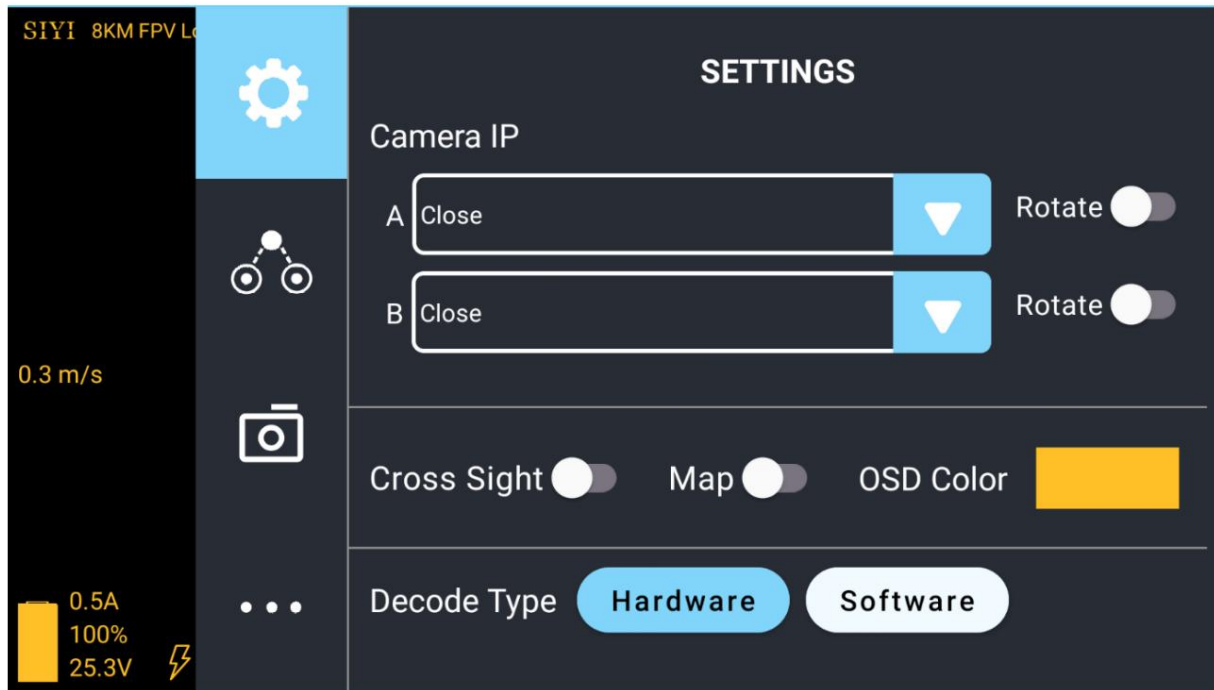 SIYI 8KM FPV
SETTINGS
Camera IP
A Close Rotate
B Close Rotate
0.3 m/s
Cross Sight Map OSD Color
0.5A
100%
25.3V
Decode Type Hardware Software